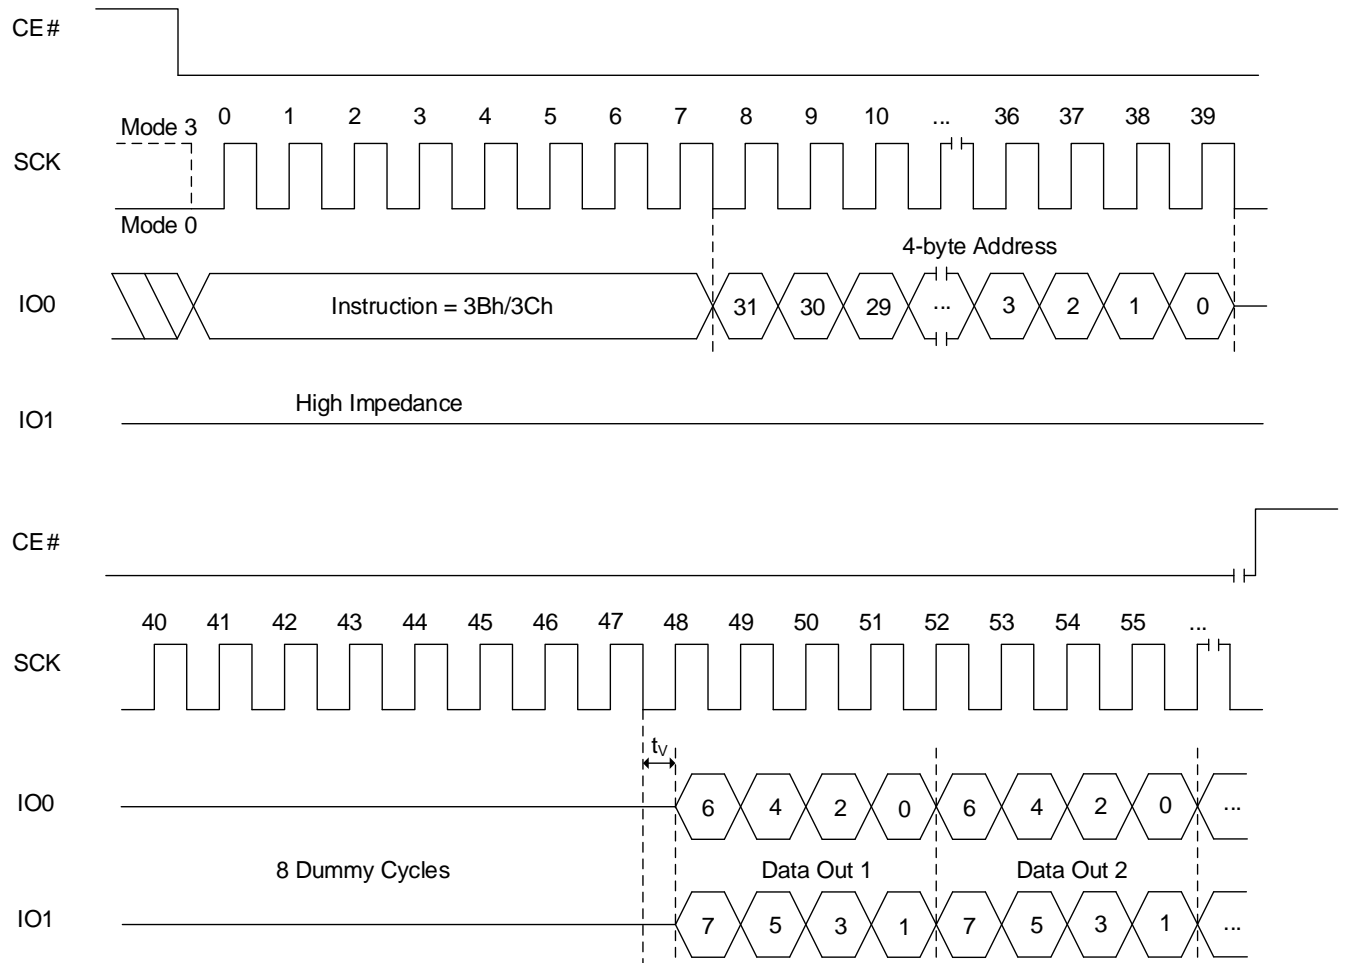 CE#
0 1 2 3 4 5 6 7 8 9 10 ... 36 37 38 39
Mode 3
SCK
Mode 0
4-byte Address
IO0 Instruction = 3Bh/3Ch 31 30 29 ... 3 2 1 0
High Impedance
IO1
CE#
40 41 42 43 44 45 46 47 48 49 50 51 52 53 54 55 ...
SCK
tV
IO0 6 4 2 0 6 4 2 0 ...
8 Dummy Cycles Data Out 1 Data Out 2
IO1 7 5 3 1 7 5 3 1 ...